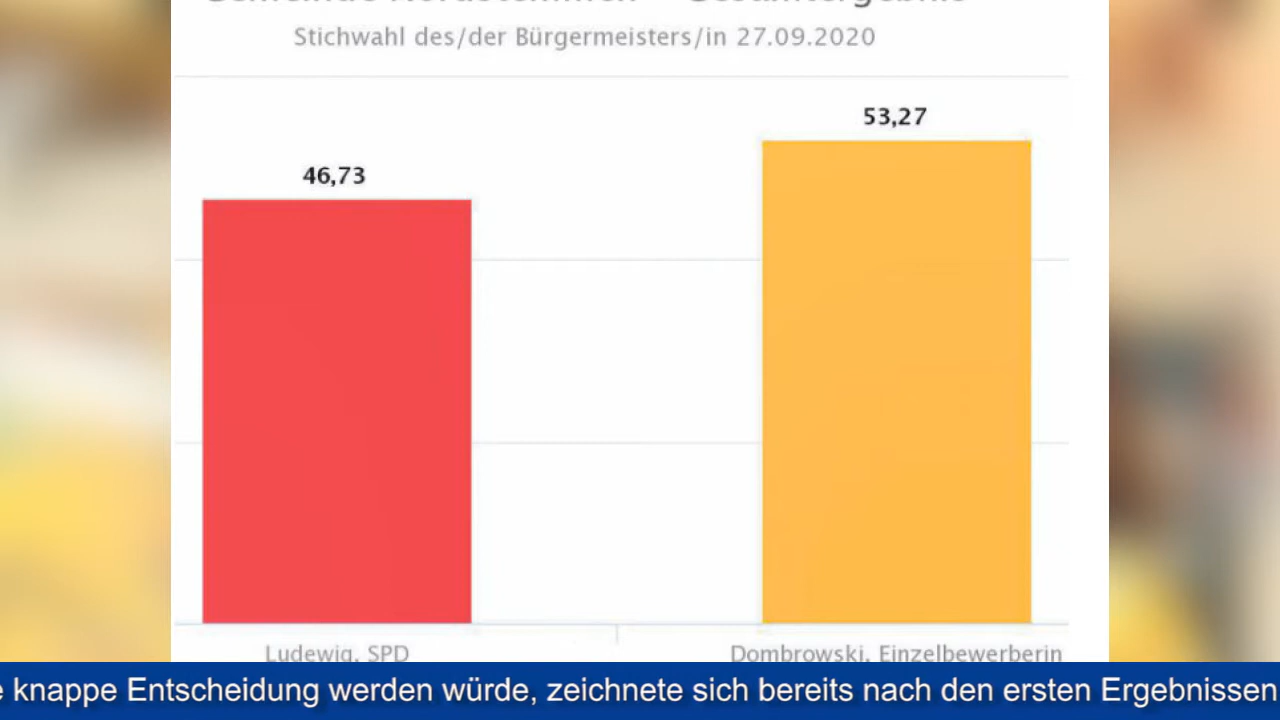 Stichwahl des/der Bürgermeisters/in 27.09.2020
53,27
46,73
Ludewig, SPD
Dombrowski, Einzelbewerberin
knappe Entscheidung werden würde, zeichnete sich bereits nach den ersten Ergebnissen